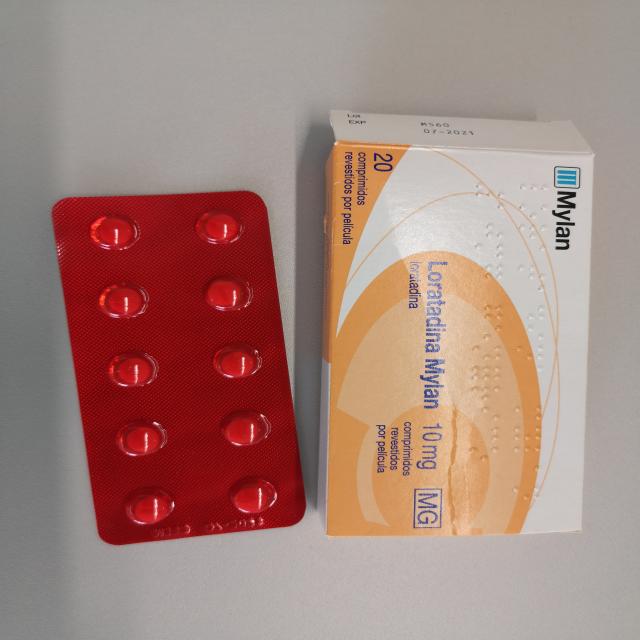 Lot
EXP
M560
07-2021
Mylan
20
comprimidos
revestidos por película
Loratadina Mylan 10 mg
loratadina
comprimidos
revestidos
por película
MG